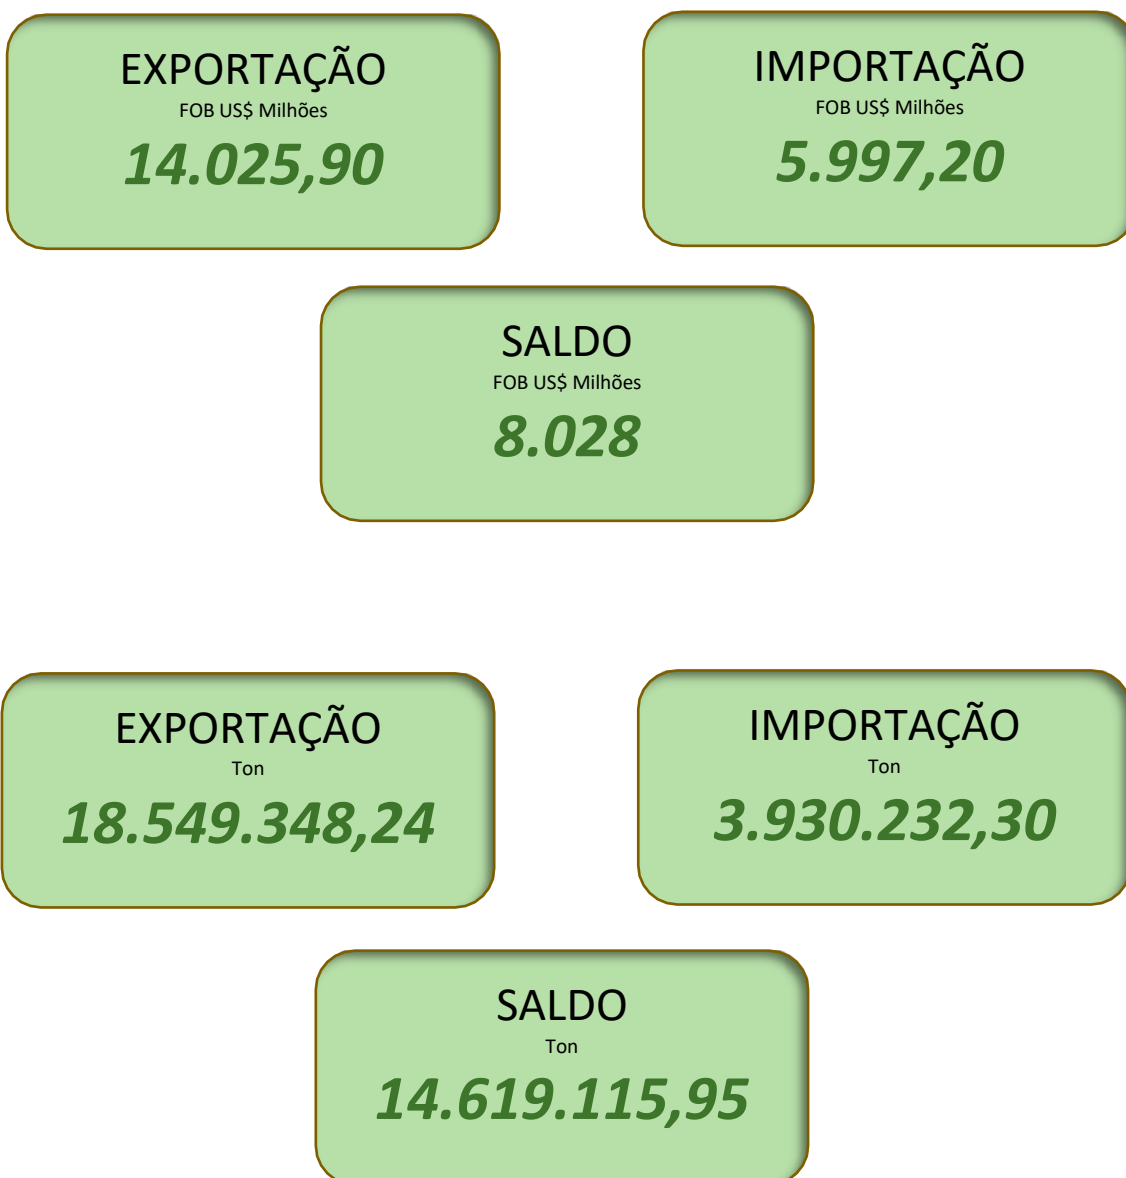 EXPORTAÇÃO
FOB US$ Milhões
14.025,90
IMPORTAÇÃO
FOB US$ Milhões
5.997,20
SALDO
FOB US$ Milhões
8.028
EXPORTAÇÃO
Ton
18.549.348,24
IMPORTAÇÃO
Ton
3.930.232,30
SALDO
Ton
14.619.115,95